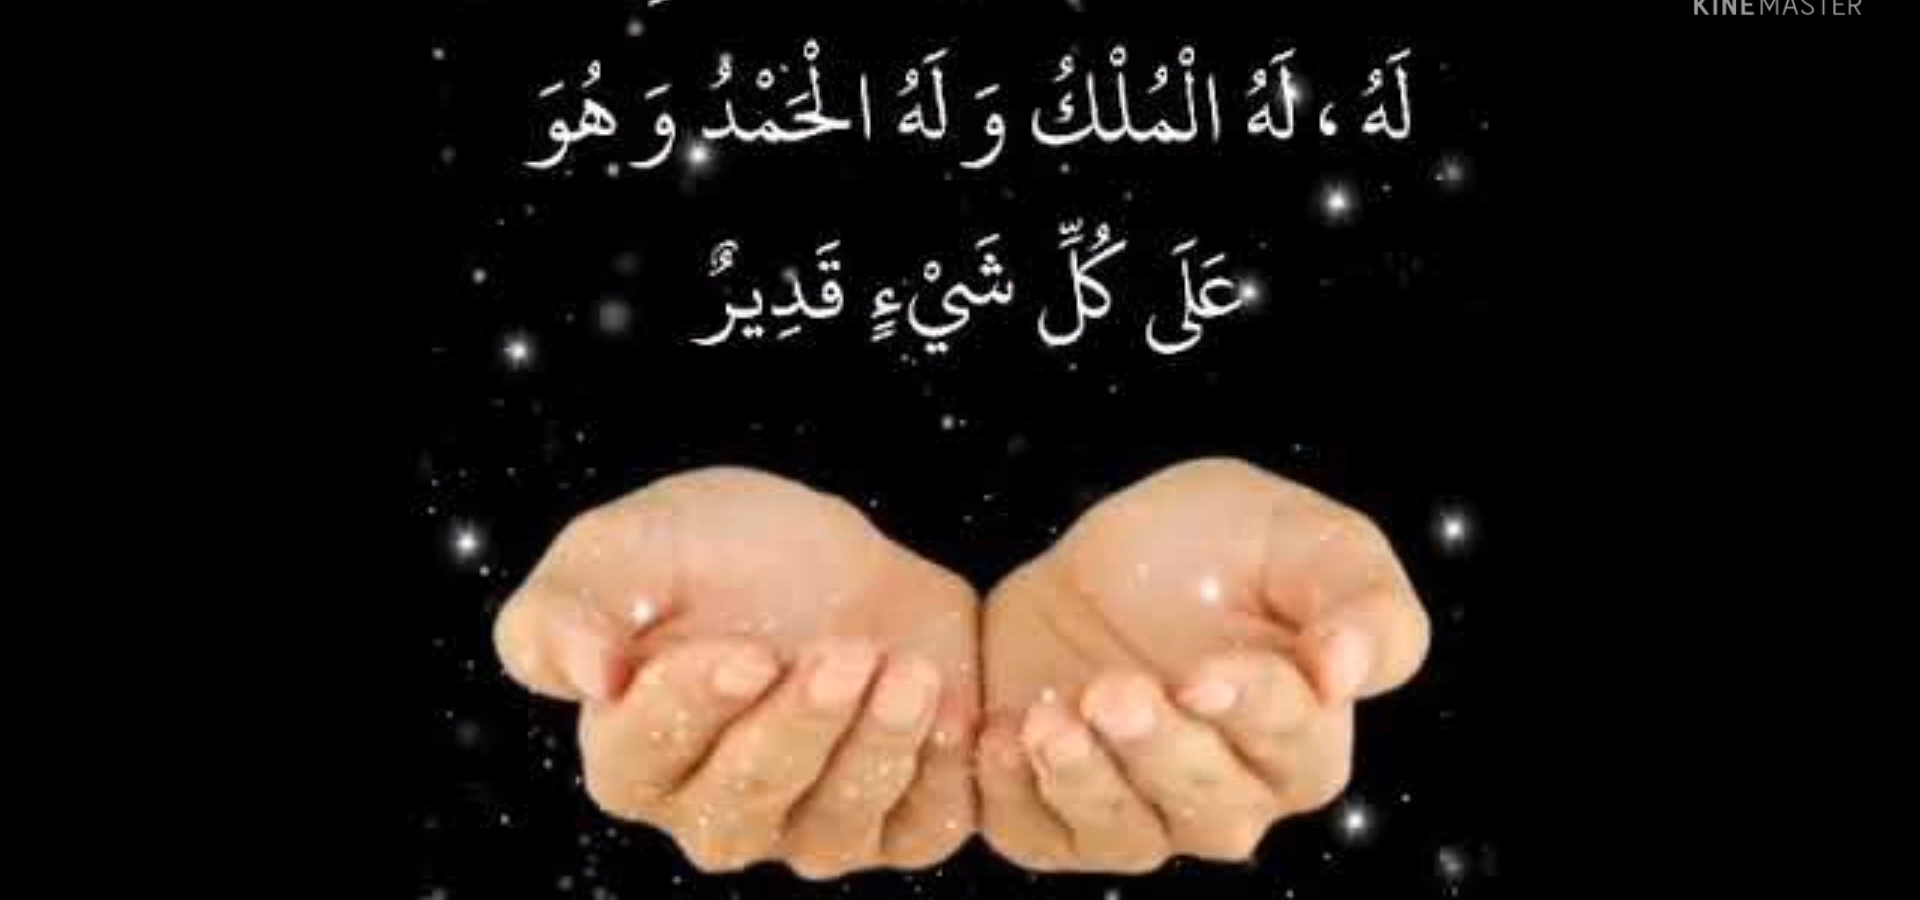 KINEMASTER
لَهُ ، لَهُ الْمُلْكُ وَ لَهُ الْحَمْدُ وَ هُوَ
عَلَى كُلِّ شَيْءٍ قَدِيرٌ